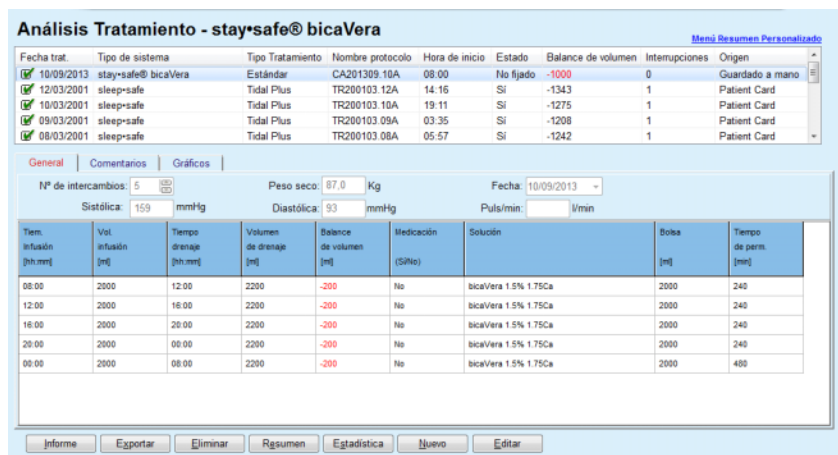 Análisis Tratamiento - stay•safe® bicaVera
Menú Resumen Personalizado
Fecha trat. Tipo de sistema Tipo Tratamiento Nombre protocolo Hora de inicio Estado Balance de volumen Interrupciones Origen
10/09/2013 stay•safe® bicaVera Estándar CA201309.10A 08:00 No fijado -1000 0 Guardado a mano
12/03/2001 sleep•safe Tidal Plus TR200103.12A 14:16 Sí -1343 1 Patient Card
10/03/2001 sleep•safe Tidal Plus TR200103.10A 19:11 Sí -1275 1 Patient Card
09/03/2001 sleep•safe Tidal Plus TR200103.09A 03:35 Sí -1208 1 Patient Card
08/03/2001 sleep•safe Tidal Plus TR200103.08A 05:57 Sí -1242 1 Patient Card
General Comentarios Gráficos
Nº de intercambios: 5 Peso seco: 87,0 Kg Fecha: 10/09/2013
Sistólica: 159 mmHg Diastólica: 93 mmHg Puls/min: l/min
Tiem. Vol. Tiempo Volumen Balance Medicación Solución Bolsa Tiempo
Infusión infusión drenaje de drenaje de volumen de perm.
[hh:mm] [ml] [hh:mm] [ml] [ml] (Sí/No) [ml] [min]
08:00 2000 12:00 2200 -200 No bicaVera 1.5% 1.75Ca 2000 240
12:00 2000 16:00 2200 -200 No bicaVera 1.5% 1.75Ca 2000 240
16:00 2000 20:00 2200 -200 No bicaVera 1.5% 1.75Ca 2000 240
20:00 2000 00:00 2200 -200 No bicaVera 1.5% 1.75Ca 2000 240
00:00 2000 08:00 2200 -200 No bicaVera 1.5% 1.75Ca 2000 480
Informe Exportar Eliminar Resumen Estadística Nuevo Editar